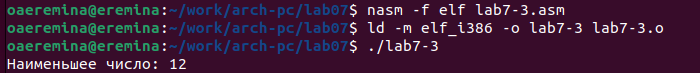 oaeremina@eremina:~/work/arch-pc/lab07$ nasm -f elf lab7-3.asm
oaeremina@eremina:~/work/arch-pc/lab07$ ld -m elf_i386 -o lab7-3 lab7-3.o
oaeremina@eremina:~/work/arch-pc/lab07$ ./lab7-3
Наименьшее число: 12